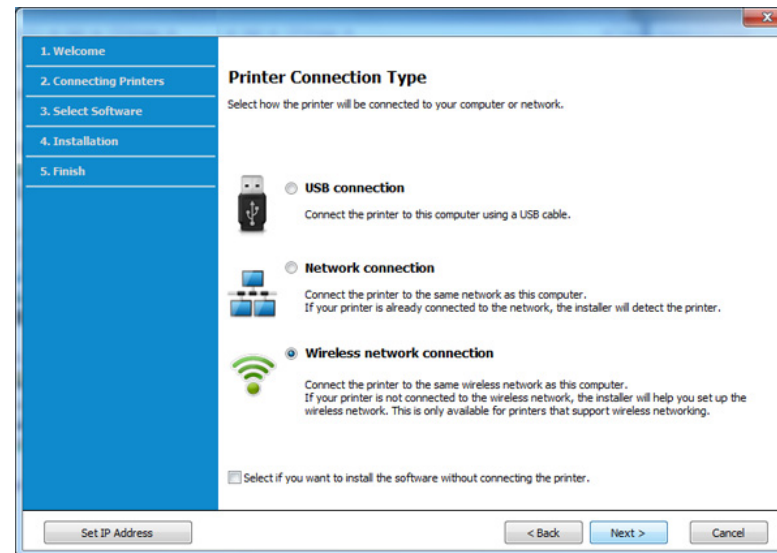 1. Welcome
2. Connecting Printers
3. Select Software
4. Installation
5. Finish
Printer Connection Type
Select how the printer will be connected to your computer or network.
USB connection
Connect the printer to this computer using a USB cable.
Network connection
Connect the printer to the same network as this computer.
If your printer is already connected to the network, the installer will detect the printer.
Wireless network connection
Connect the printer to the same wireless network as this computer.
If your printer is not connected to the wireless network, the installer will help you set up the
wireless network. This is only available for printers that support wireless networking.
Select if you want to install the software without connecting the printer.
Set IP Address
< Back
Next >
Cancel